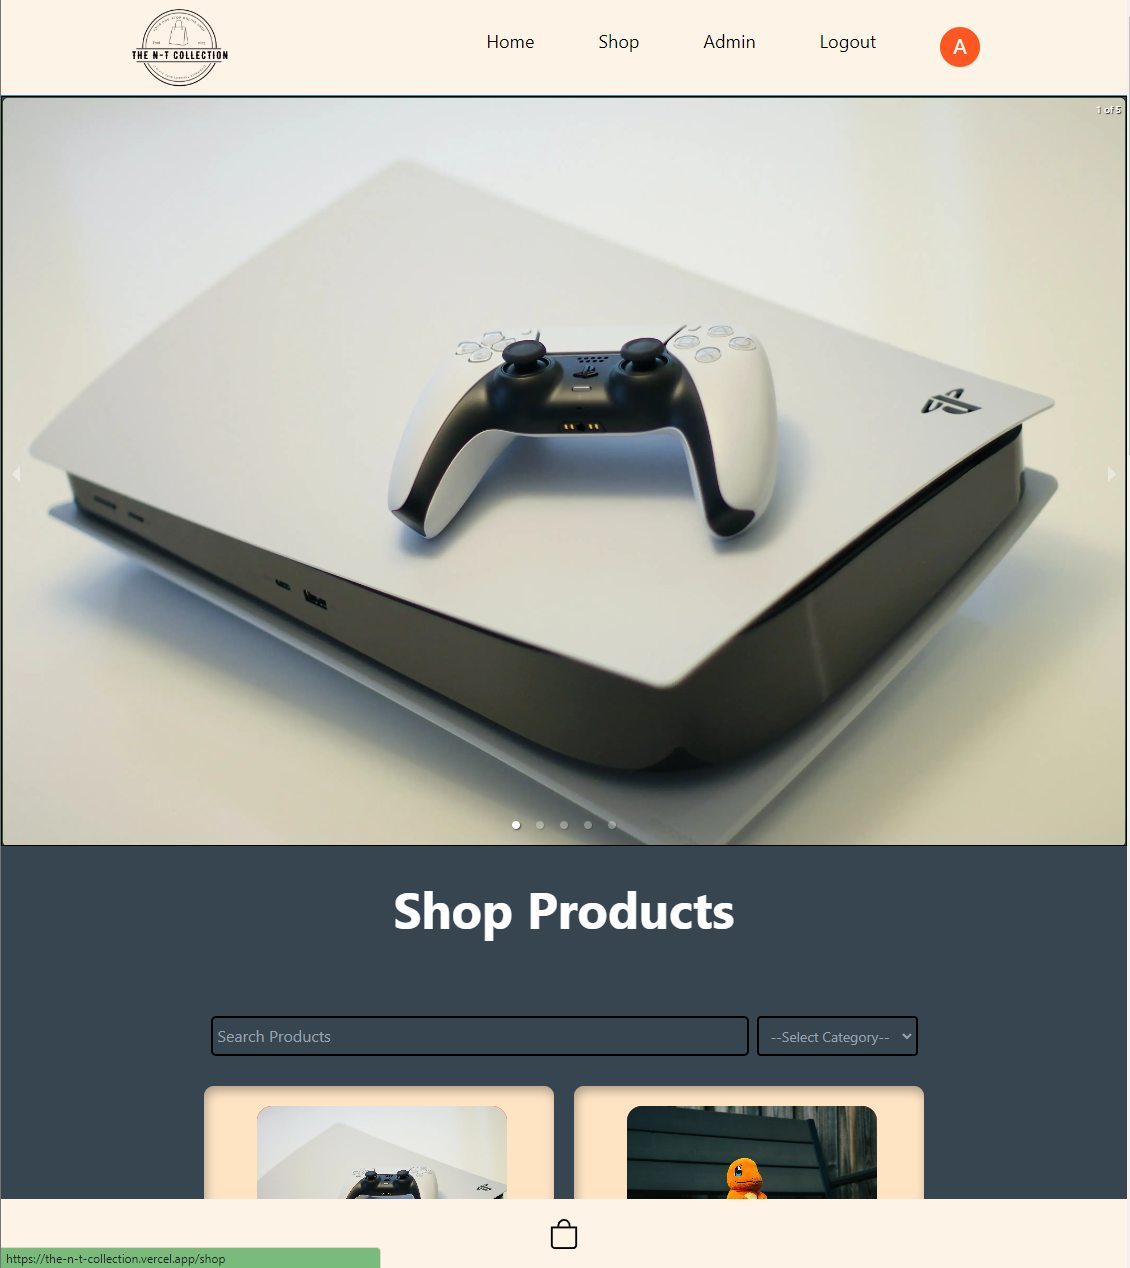 THE N-T COLLECTION
Home
Shop
Admin
Logout
A
1 of 5
Shop Products
Search Products
--Select Category--
https://the-n-t-collection.vercel.app/shop